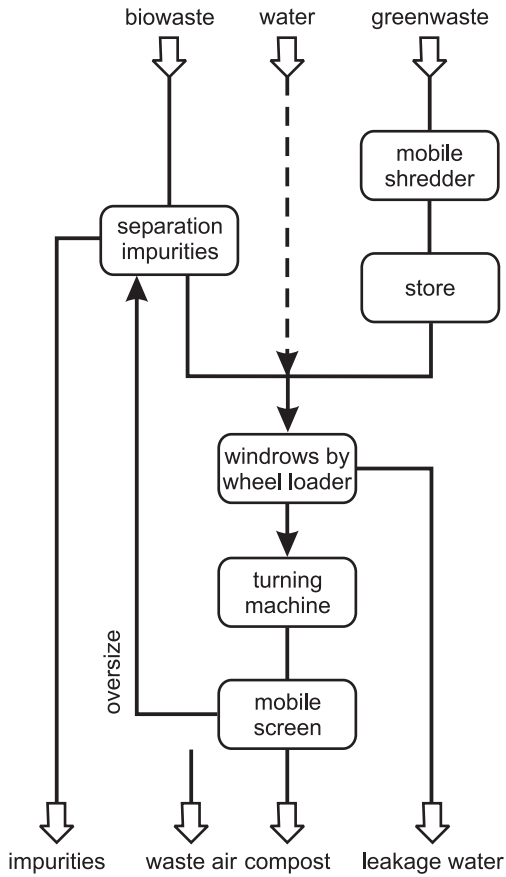 biowaste
water
greenwaste
mobile
shredder
separation
impurities
store
windrows by
wheel loader
turning
machine
oversize
mobile
screen
impurities
waste air
compost
leakage water